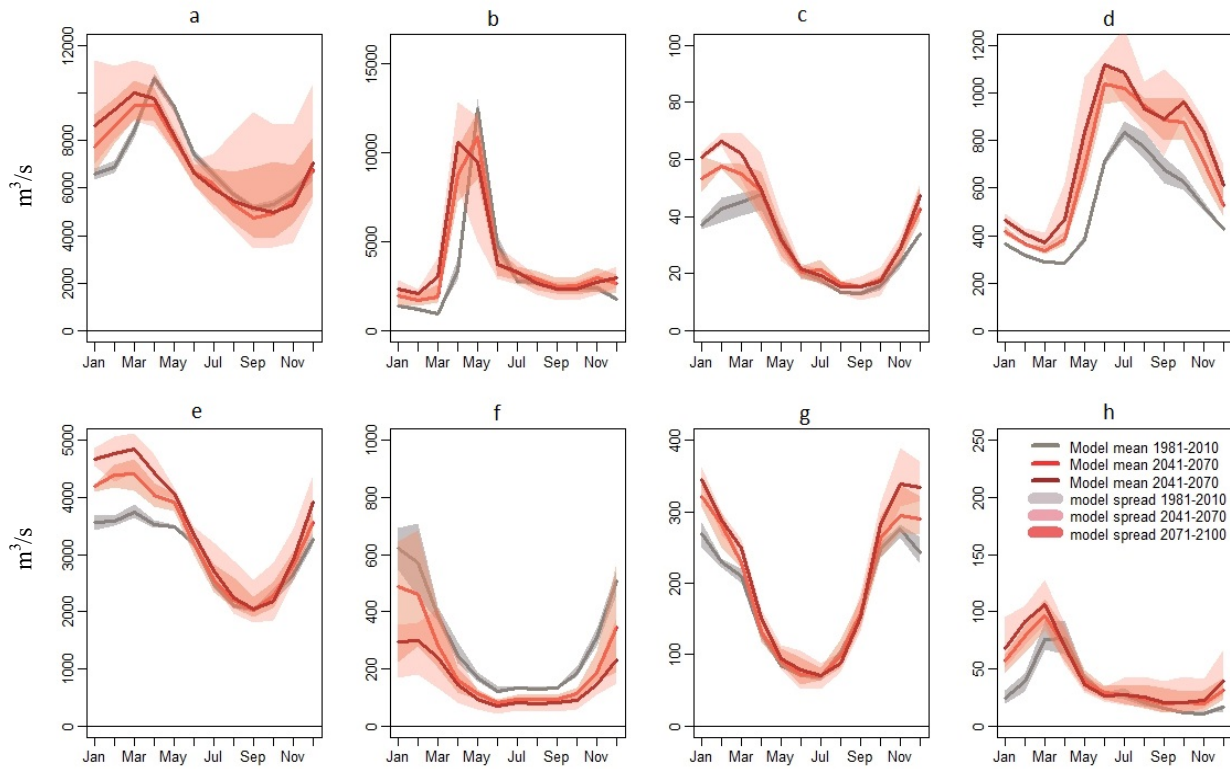 a b c d
m³/s
12000 10000 8000 6000 4000 2000 0
15000 10000 5000 0
100 80 60 40 20 0
1200 1000 800 600 400 200 0
Jan Mar May Jul Sep Nov
Jan Mar May Jul Sep Nov
Jan Mar May Jul Sep Nov
Jan Mar May Jul Sep Nov
e f g h
m³/s
5000 4000 3000 2000 1000 0
1000 800 600 400 200 0
400 300 200 100 0
250 200 150 100 50 0
Model mean 1981-2010
Model mean 2041-2070
Model mean 2041-2070
model spread 1981-2010
model spread 2041-2070
model spread 2071-2100
Jan Mar May Jul Sep Nov
Jan Mar May Jul Sep Nov
Jan Mar May Jul Sep Nov
Jan Mar May Jul Sep Nov